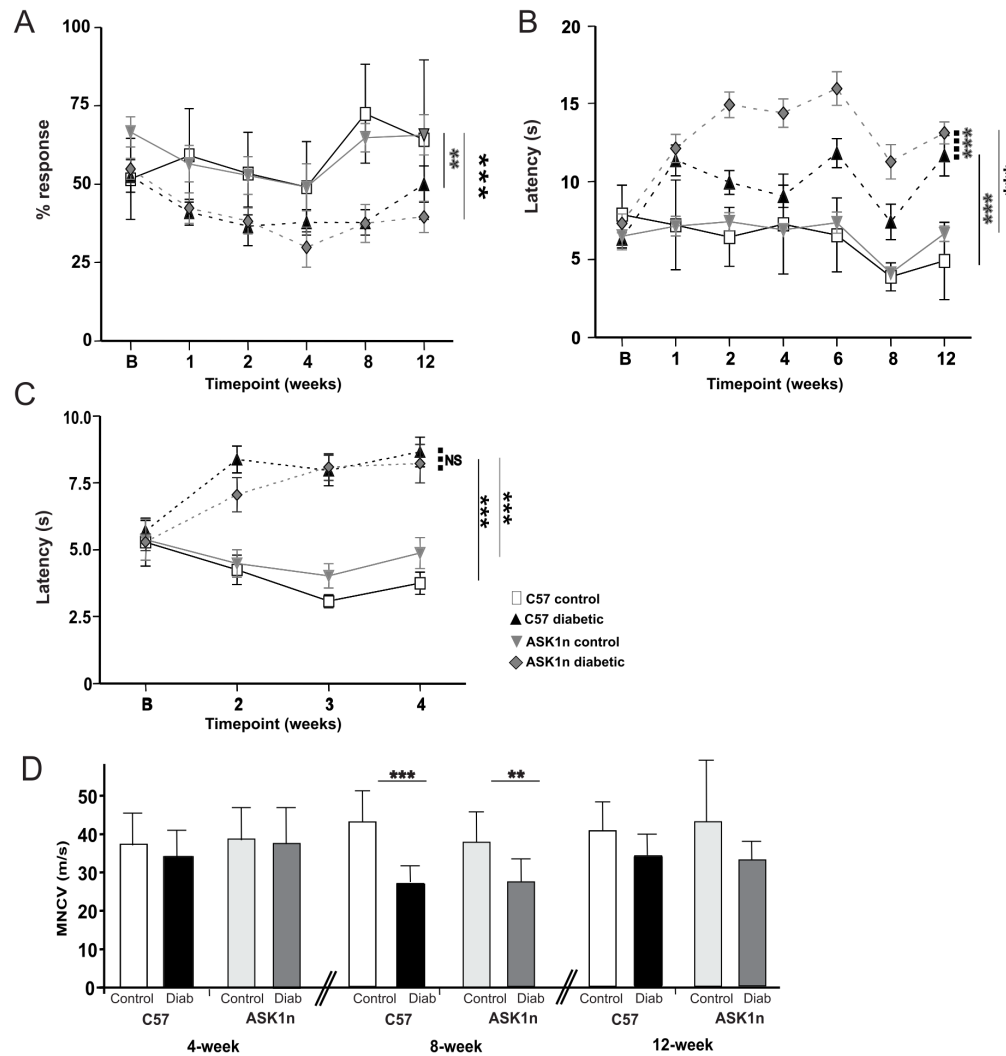 A
100
75
50
25
0
% response
B 1 2 4 8 12
Timepoint (weeks)
**
***
B
20
15
10
5
0
Latency (s)
B 1 2 4 6 8 12
Timepoint (weeks)
***
***
C
10.0
7.5
5.0
2.5
0
Latency (s)
B 2 3 4
Timepoint (weeks)
NS
***
***
C57 control
C57 diabetic
ASK1n control
ASK1n diabetic
D
50
40
30
20
10
0
MNCV (m/s)
*** **
Control Diab Control Diab Control Diab Control Diab Control Diab Control Diab
C57 ASK1n C57 ASK1n C57 ASK1n
4-week 8-week 12-week